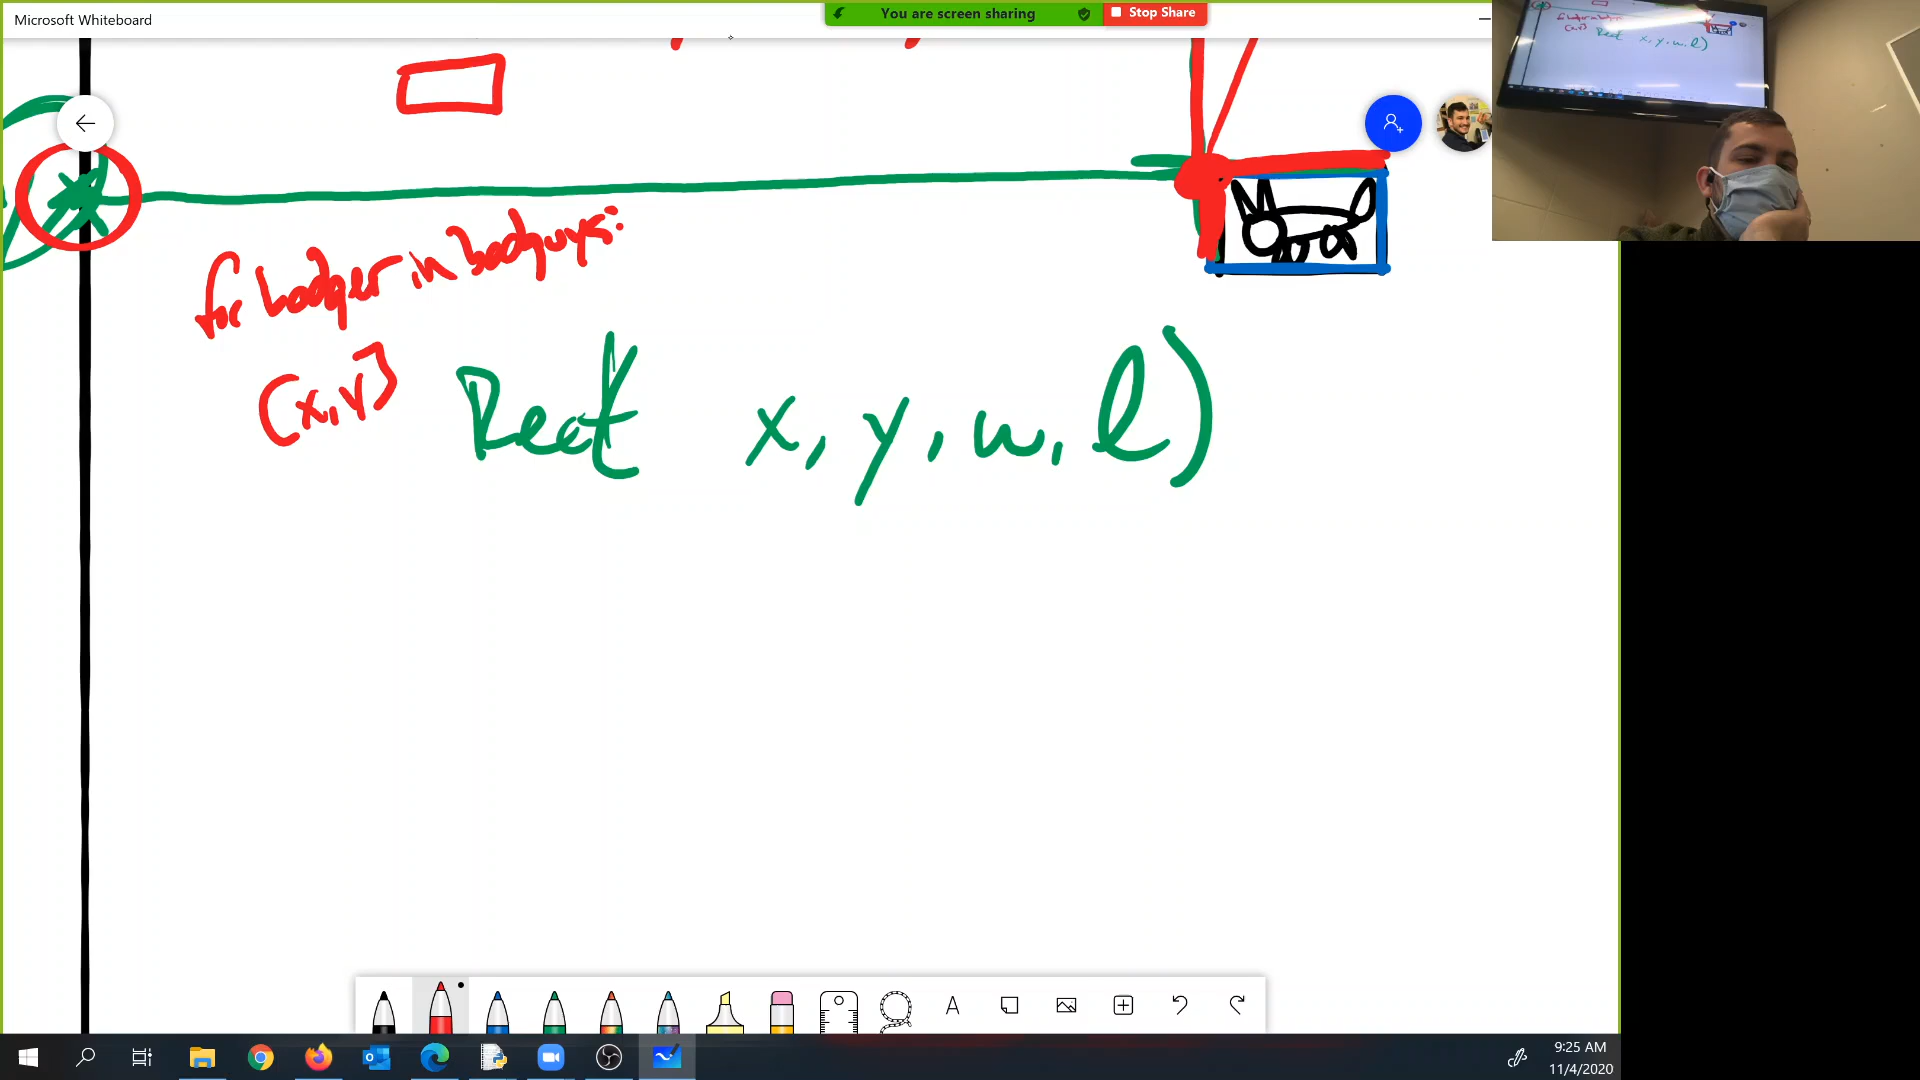 Microsoft Whiteboard
You are screen sharing
Stop Share
for badger in badguys:
[x,y]
Rect x, y, w, l)
A
9:25 AM
11/4/2020